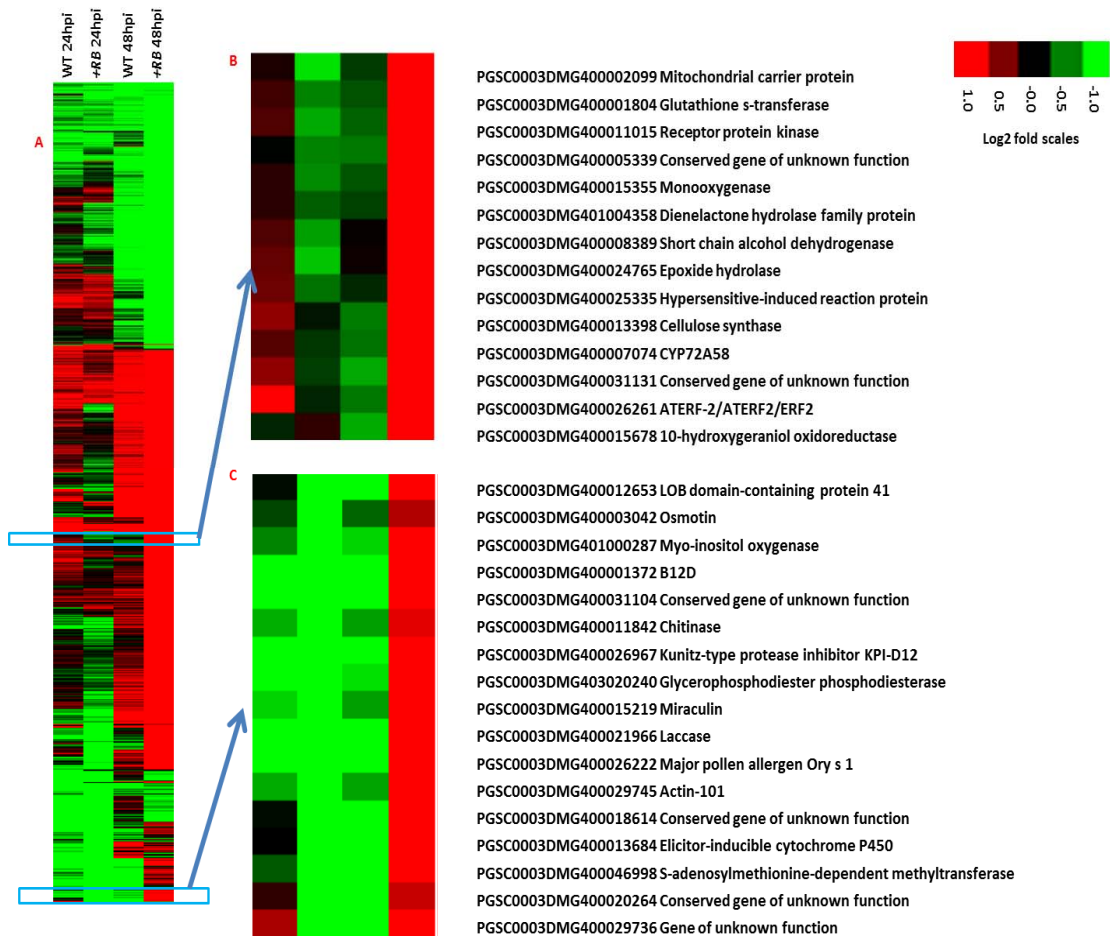 WT 24hpi
+RB 24hpi
WT 48hpi
+RB 48hpi
A
B
PGSC0003DMG400002099 Mitochondrial carrier protein
PGSC0003DMG400001804 Glutathione s-transferase
PGSC0003DMG400011015 Receptor protein kinase
PGSC0003DMG400005339 Conserved gene of unknown function
PGSC0003DMG400015355 Monooxygenase
PGSC0003DMG401004358 Dienelactone hydrolase family protein
PGSC0003DMG400008389 Short chain alcohol dehydrogenase
PGSC0003DMG400024765 Epoxide hydrolase
PGSC0003DMG400025335 Hypersensitive-induced reaction protein
PGSC0003DMG400013398 Cellulose synthase
PGSC0003DMG400007074 CYP72A58
PGSC0003DMG400031131 Conserved gene of unknown function
PGSC0003DMG400026261 ATERF-2/ATERF2/ERF2
PGSC0003DMG400015678 10-hydroxygeraniol oxidoreductase
1.0
0.5
-0.0
-0.5
-1.0
Log2 fold scales
C
PGSC0003DMG400012653 LOB domain-containing protein 41
PGSC0003DMG400003042 Osmotin
PGSC0003DMG401000287 Myo-inositol oxygenase
PGSC0003DMG400001372 B12D
PGSC0003DMG400031104 Conserved gene of unknown function
PGSC0003DMG400011842 Chitinase
PGSC0003DMG400026967 Kunitz-type protease inhibitor KPI-D12
PGSC0003DMG403020240 Glycerophosphodiester phosphodiesterase
PGSC0003DMG400015219 Miraculin
PGSC0003DMG400021966 Laccase
PGSC0003DMG400026222 Major pollen allergen Ory s 1
PGSC0003DMG400029745 Actin-101
PGSC0003DMG400018614 Conserved gene of unknown function
PGSC0003DMG400013684 Elicitor-inducible cytochrome P450
PGSC0003DMG400046998 S-adenosylmethionine-dependent methyltransferase
PGSC0003DMG400020264 Conserved gene of unknown function
PGSC0003DMG400029736 Gene of unknown function